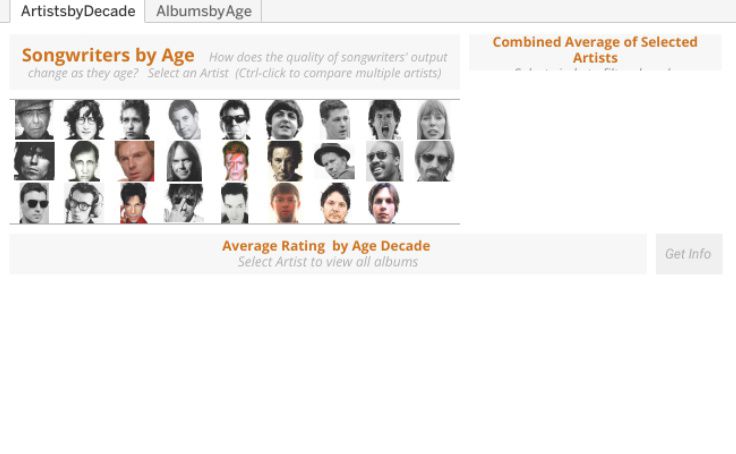 ArtistsbyDecade AlbumsbyAge
Songwriters by Age How does the quality of songwriters' output
change as they age? Select an Artist (Ctrl-click to compare multiple artists)
Combined Average of Selected
Artists
Average Rating by Age Decade
Select Artist to view all albums
Get Info